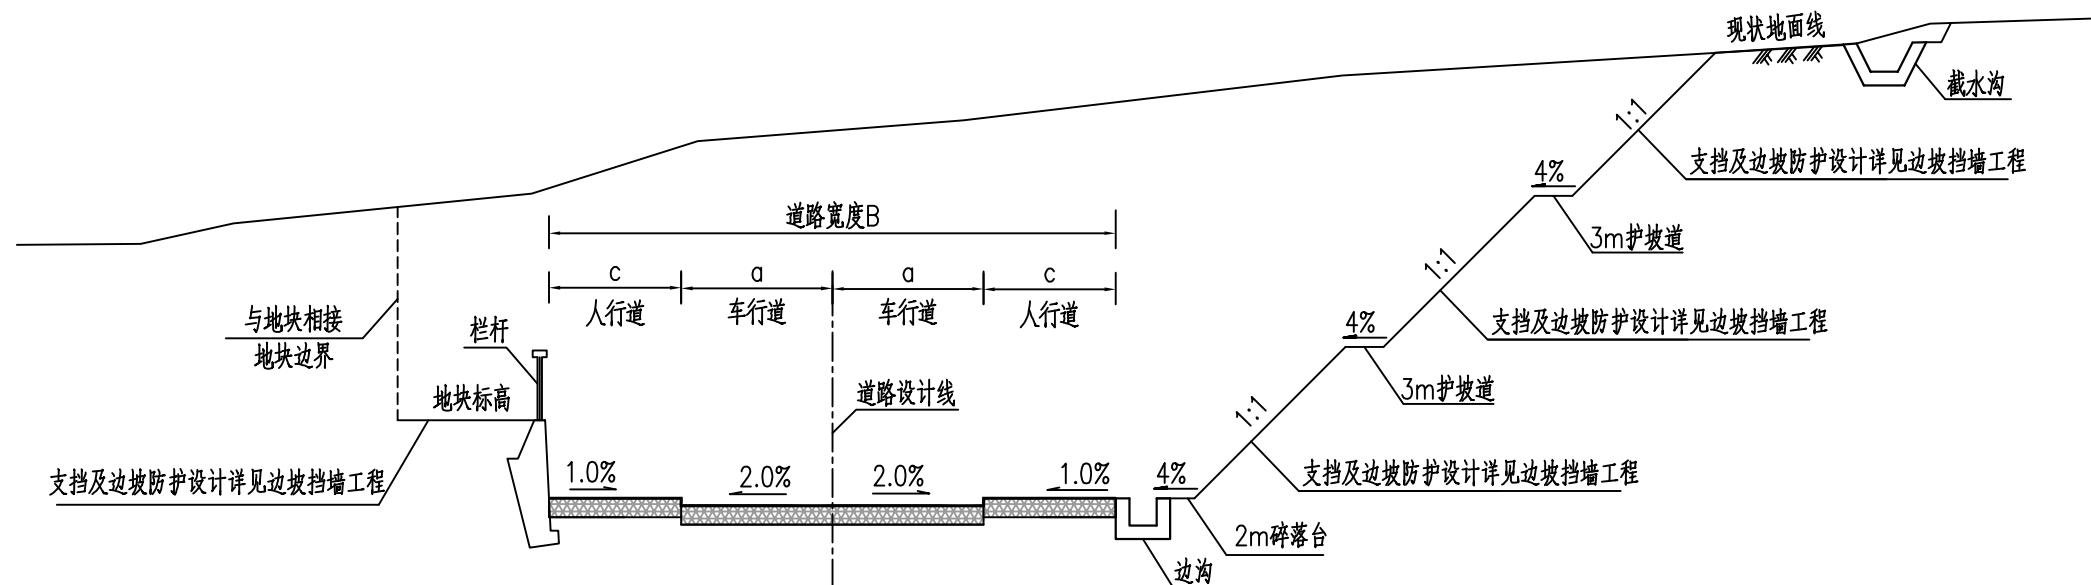 现状地面线
截水沟
1:1
支挡及边坡防护设计详见边坡挡墙工程
4%
道路宽度B
3m护坡道
c
a
a
c
1:1
人行道
车行道
车行道
人行道
与地块相接
地块边界
栏杆
4%
支挡及边坡防护设计详见边坡挡墙工程
地块标高
道路设计线
3m护坡道
1:1
支挡及边坡防护设计详见边坡挡墙工程
1.0%
2.0%
2.0%
1.0%
4%
支挡及边坡防护设计详见边坡挡墙工程
2m碎落台
边沟